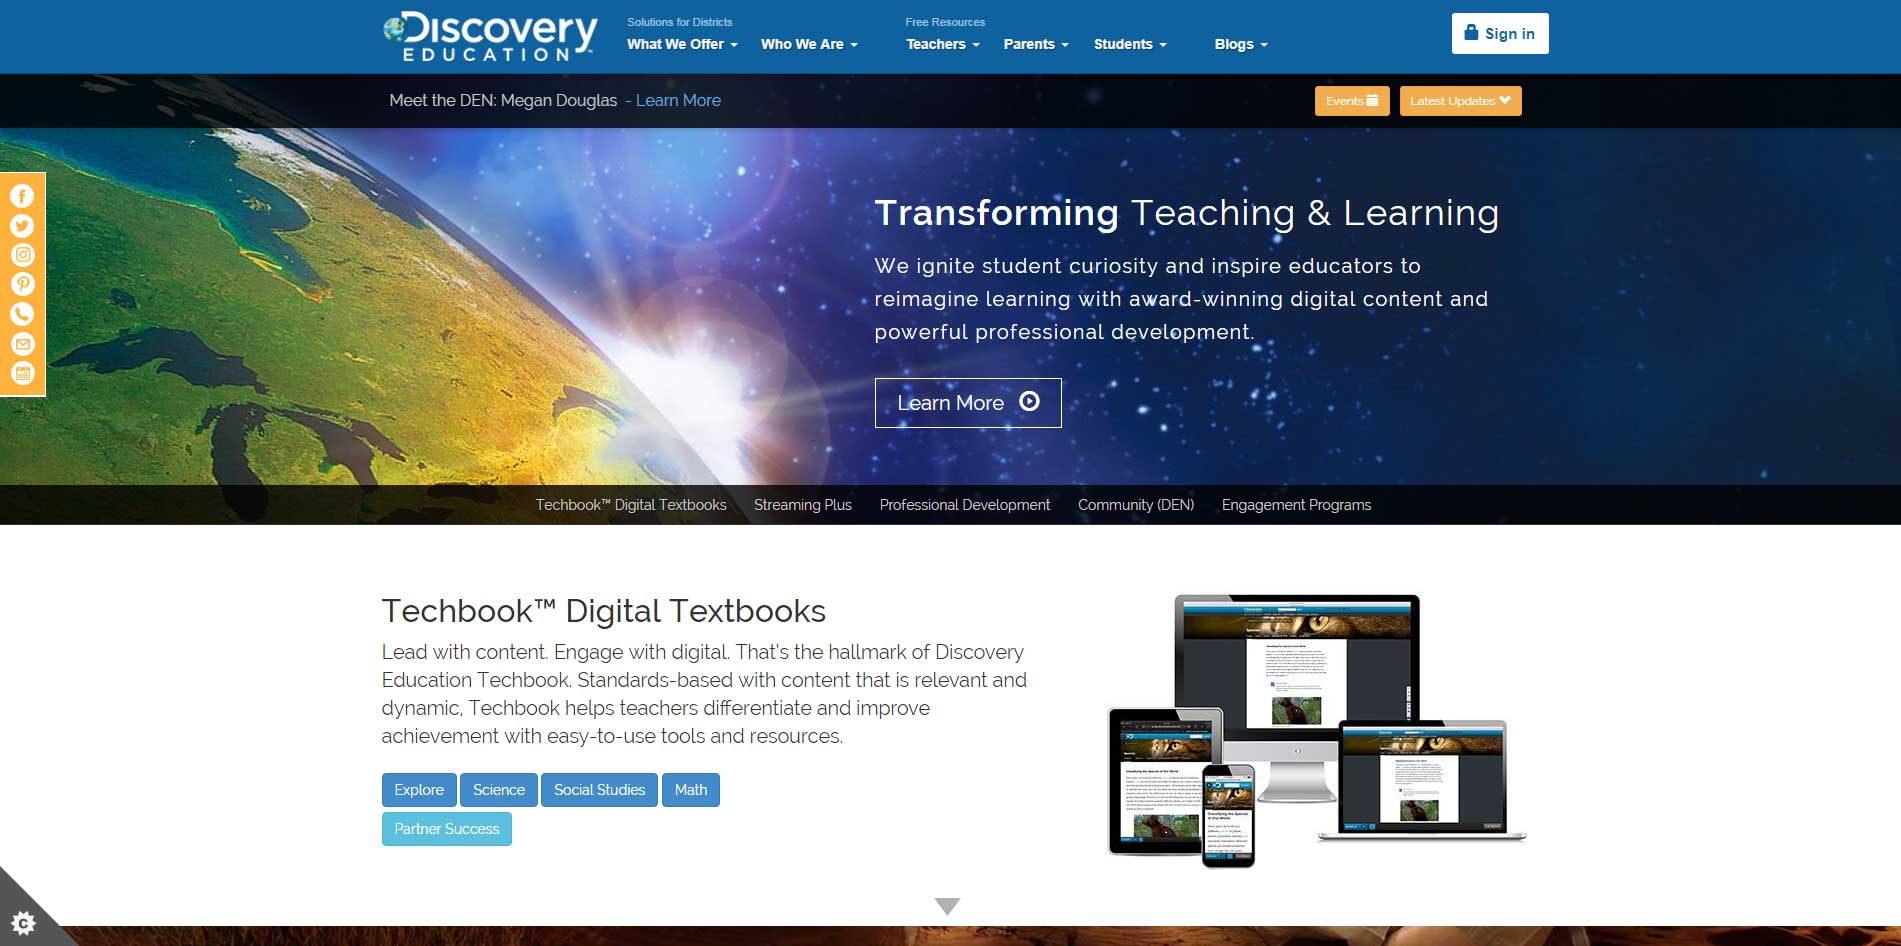 Discovery
EDUCATION
Solutions for Districts
What We Offer
Who We Are
Free Resources
Teachers
Parents
Students
Blogs
Sign in
Meet the DEN: Megan Douglas - Learn More
Events
Latest Updates
Transforming Teaching & Learning
We ignite student curiosity and inspire educators to
reimagine learning with award-winning digital content and
powerful professional development.
Learn More
Techbook™ Digital Textbooks
Streaming Plus
Professional Development
Community (DEN)
Engagement Programs
Techbook™ Digital Textbooks
Lead with content. Engage with digital. That's the hallmark of Discovery
Education Techbook. Standards-based with content that is relevant and
dynamic, Techbook helps teachers differentiate and improve
achievement with easy-to-use tools and resources.
Explore
Science
Social Studies
Math
Partner Success